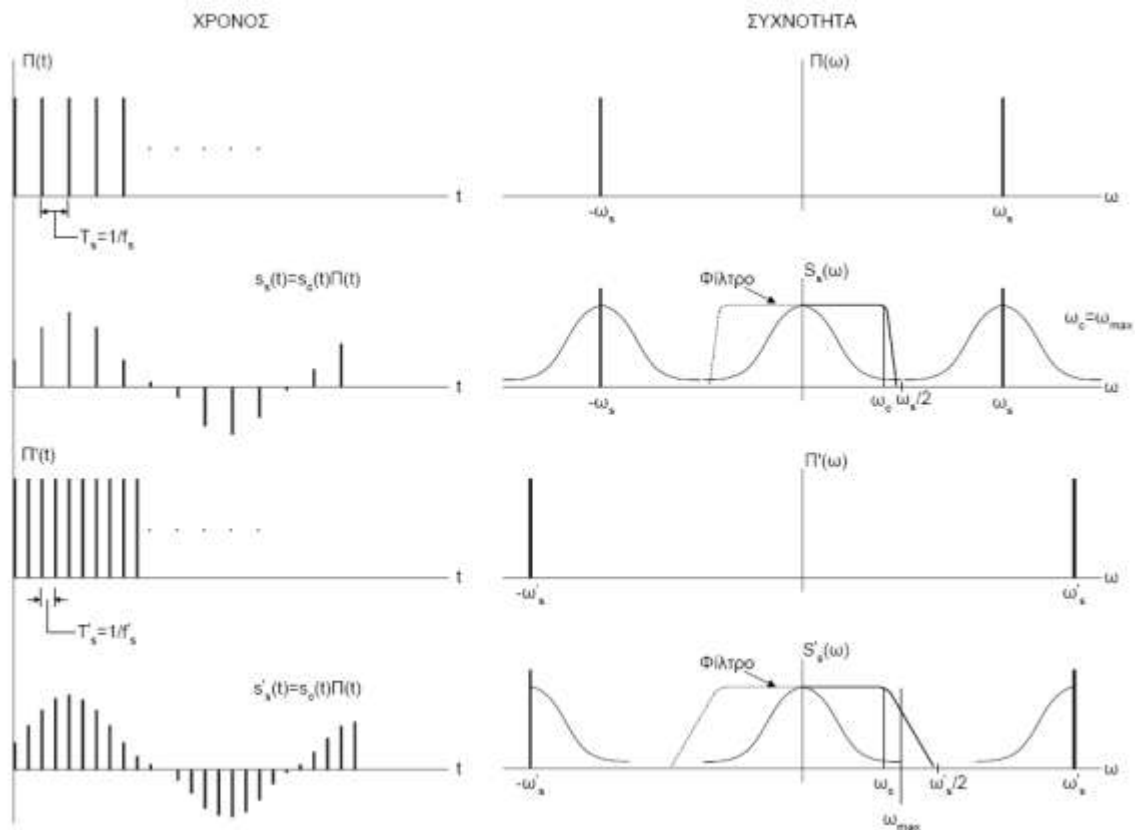 ΧΡΟΝΟΣ
ΣΥΧΝΟΤΗΤΑ
Π(t)
Π(ω)
t
-ωs
ωs
ω
Ts=1/fs
ss(t)=sc(t)Π(t)
Φίλτρο
Ss(ω)
ωc=ωmax
t
-ωs
ωc
ωs/2
ωs
ω
Π'(t)
Π'(ω)
t
-ω's
ω's
ω
T's=1/f's
s's(t)=sc(t)Π(t)
Φίλτρο
S's(ω)
t
-ω's
ωc
ω's/2
ω's
ω
ωmax